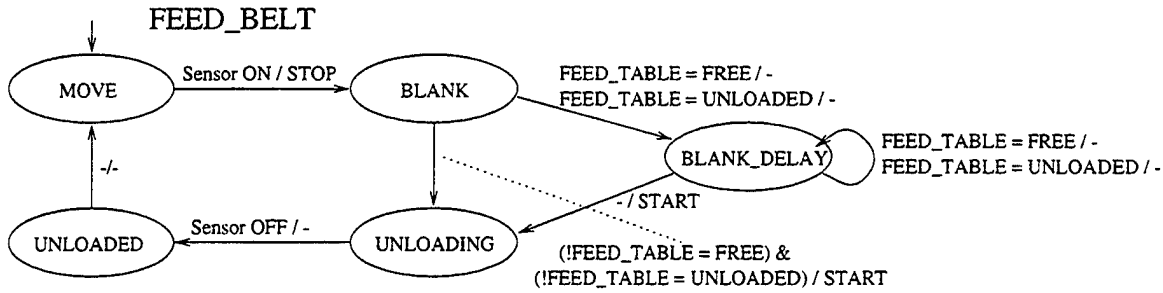 FEED_BELT
MOVE
Sensor ON / STOP
BLANK
FEED_TABLE = FREE / -
FEED_TABLE = UNLOADED / -
BLANK_DELAY
FEED_TABLE = FREE / -
FEED_TABLE = UNLOADED / -
-/-
- / START
UNLOADED
Sensor OFF / -
UNLOADING
(!FEED_TABLE = FREE) &
(!FEED_TABLE = UNLOADED) / START